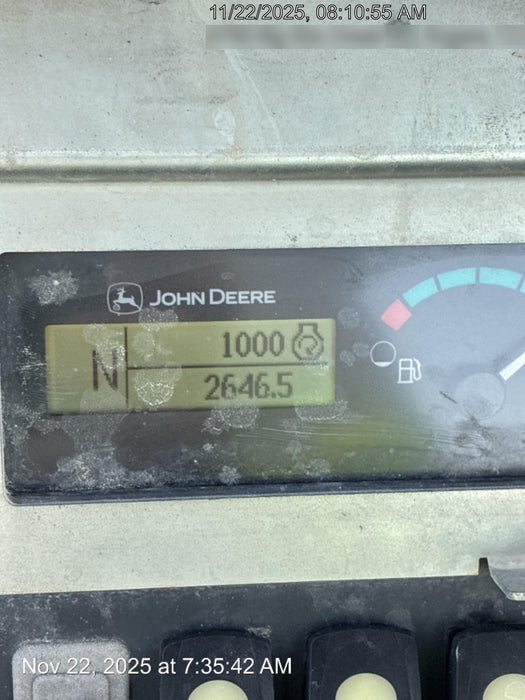 11/22/2025, 08:10:55 AM
JOHN DEERE
N
1000
2646.5
Nov 22, 2025 at 7:35:42 AM